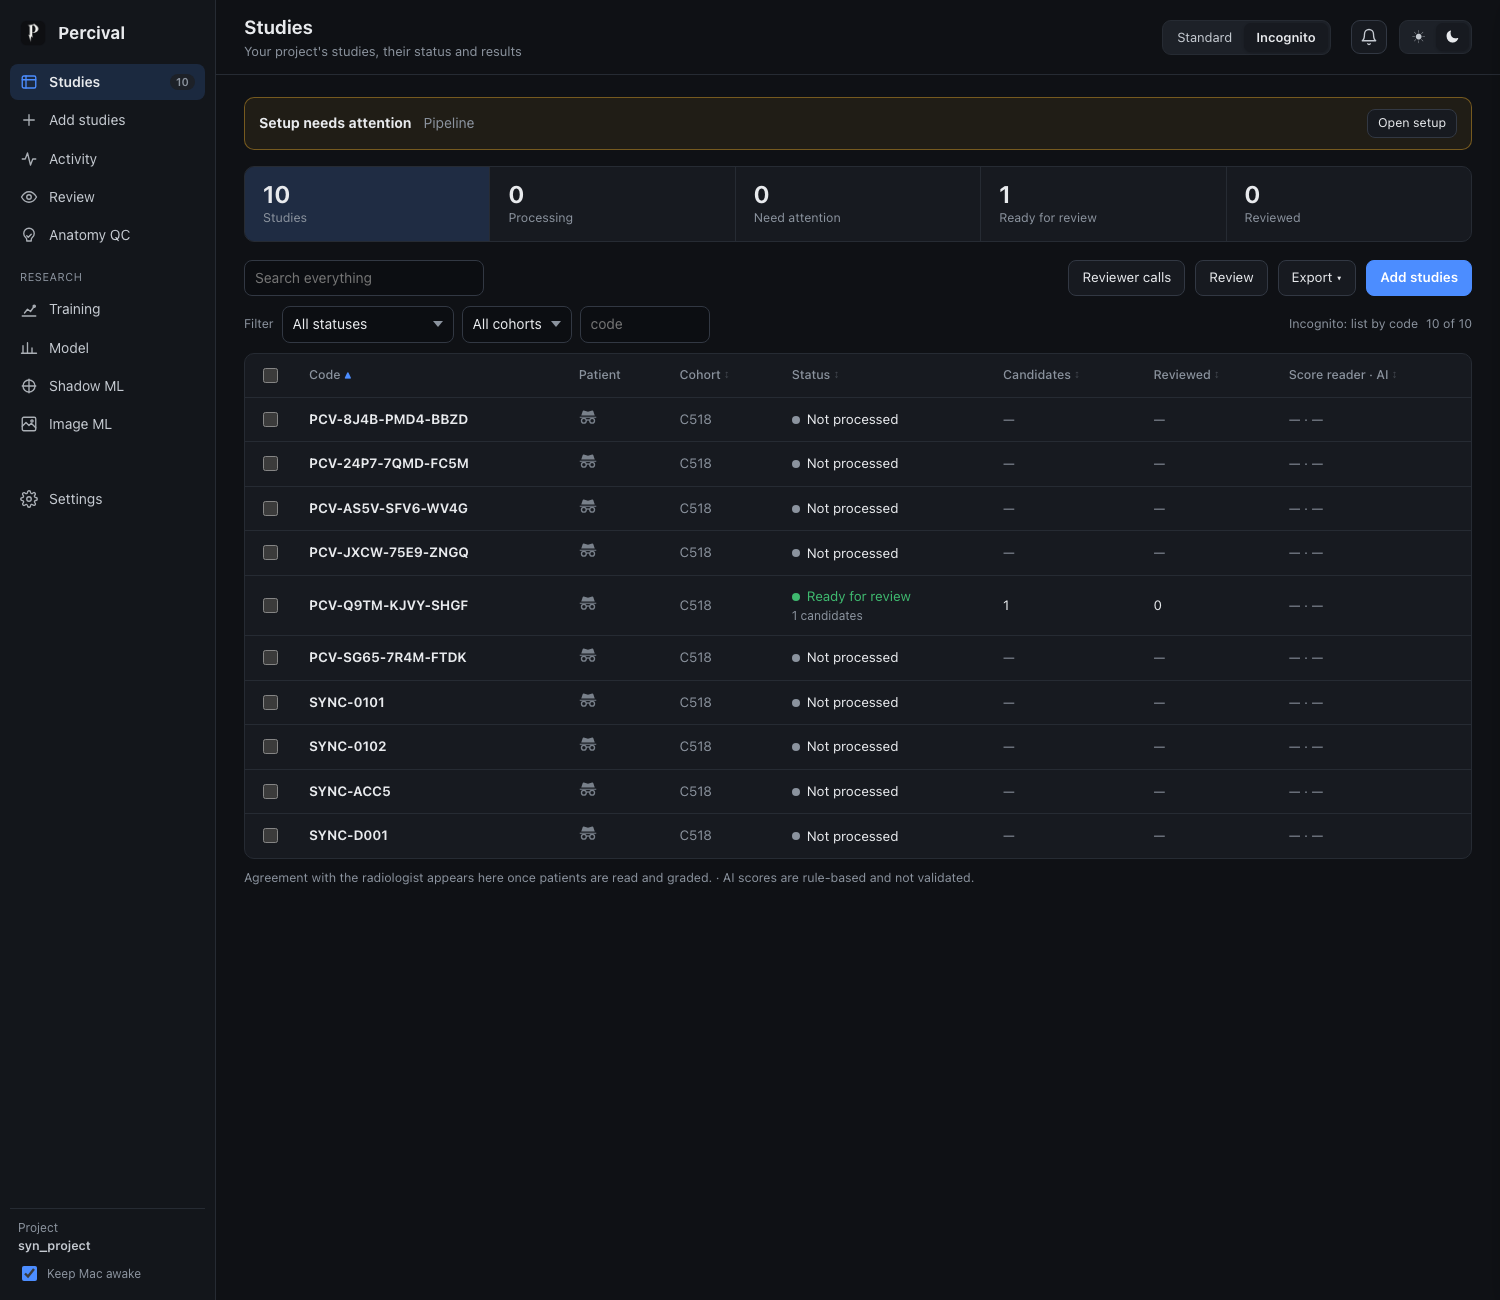 Percival
Studies 10
Add studies
Activity
Review
Anatomy QC
RESEARCH
Training
Model
Shadow ML
Image ML
Settings
Project
syn_project
Keep Mac awake
Studies
Your project's studies, their status and results
Standard Incognito
Setup needs attention Pipeline Open setup
10 0 0 1 0
Studies Processing Need attention Ready for review Reviewed
Search everything Reviewer calls Review Export Add studies
Filter All statuses All cohorts code Incognito: list by code 10 of 10
Code Patient Cohort Status Candidates Reviewed Score reader · AI
PCV-8J4B-PMD4-BBZD C518 Not processed — — — · —
PCV-24P7-7QMD-FC5M C518 Not processed — — — · —
PCV-AS5V-SFV6-WV4G C518 Not processed — — — · —
PCV-JXCW-75E9-ZNGQ C518 Not processed — — — · —
PCV-Q9TM-KJVY-SHGF C518 Ready for review 1 0 — · —
1 candidates
PCV-SG65-7R4M-FTDK C518 Not processed — — — · —
SYNC-0101 C518 Not processed — — — · —
SYNC-0102 C518 Not processed — — — · —
SYNC-ACC5 C518 Not processed — — — · —
SYNC-D001 C518 Not processed — — — · —
Agreement with the radiologist appears here once patients are read and graded. · AI scores are rule-based and not validated.